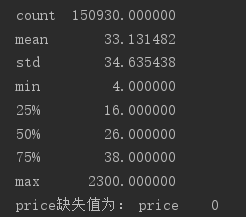 count  150930.000000
mean       33.131482
std        34.635438
min         4.000000
25%        16.000000
50%        26.000000
75%        38.000000
max      2300.000000
price缺失值为: price    0